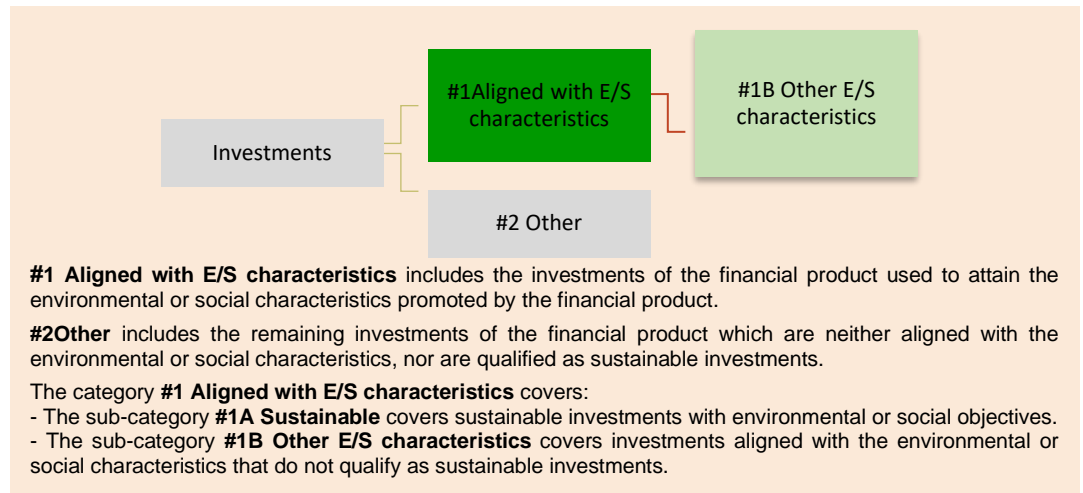 #1Aligned with E/S
characteristics
#1B Other E/S
characteristics
Investments
#2 Other
#1 Aligned with E/S characteristics includes the investments of the financial product used to attain the
environmental or social characteristics promoted by the financial product.
#2Other includes the remaining investments of the financial product which are neither aligned with the
environmental or social characteristics, nor are qualified as sustainable investments.
The category #1 Aligned with E/S characteristics covers:
- The sub-category #1A Sustainable covers sustainable investments with environmental or social objectives.
- The sub-category #1B Other E/S characteristics covers investments aligned with the environmental or
social characteristics that do not qualify as sustainable investments.